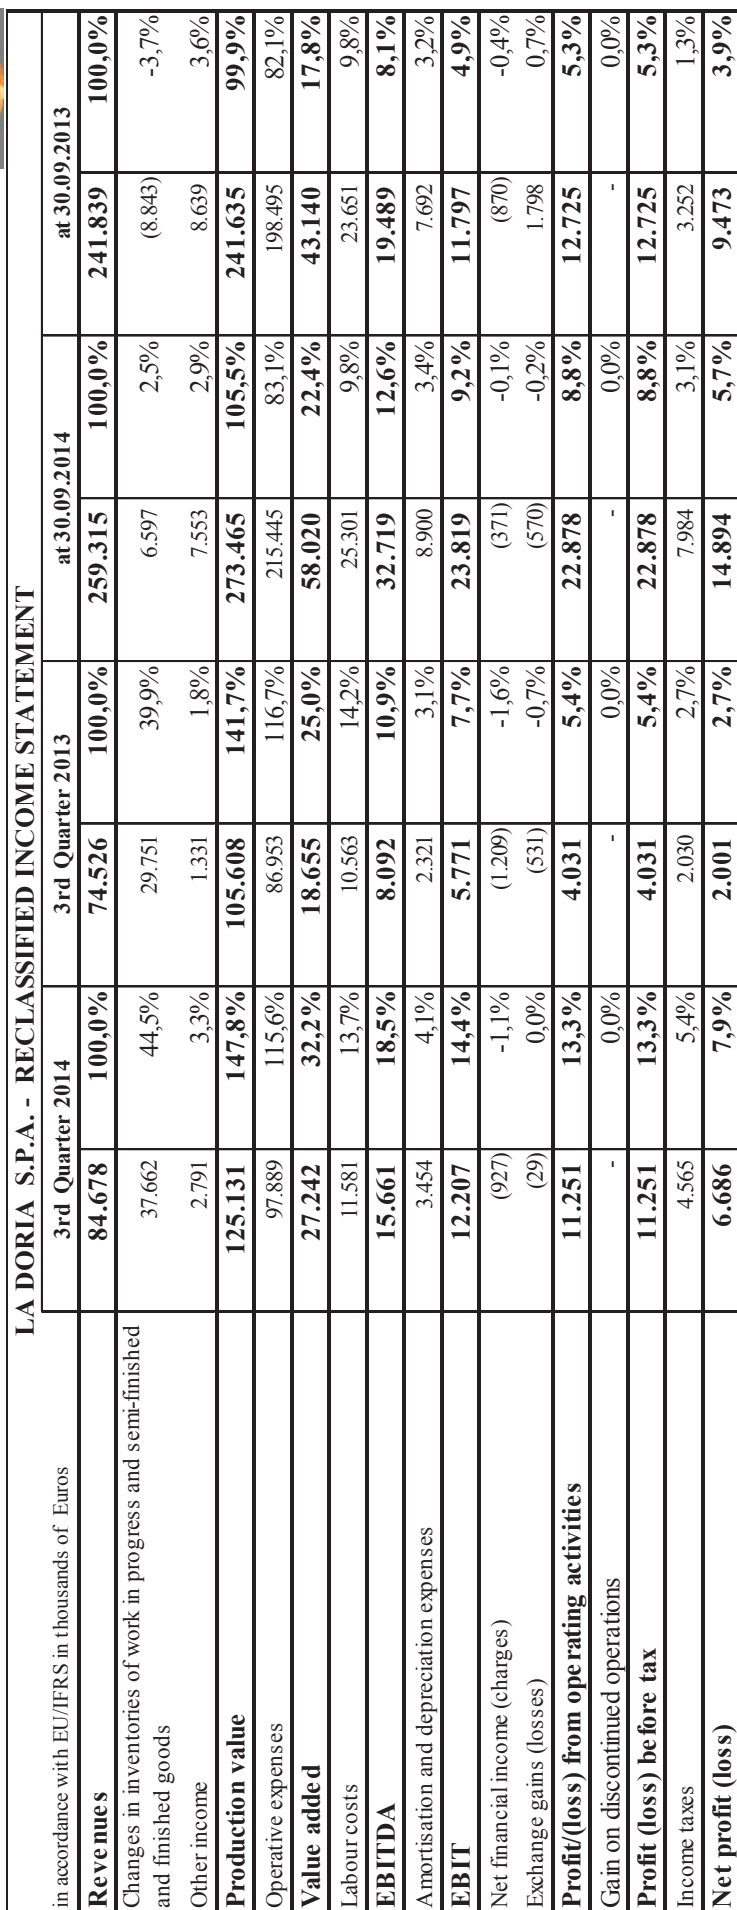 LA DORIA S.P.A. - RECLASSIFIED INCOME STATEMENT
in accordance with EU/IFRS in thousands of Euros 3rd Quarter 2014 3rd Quarter 2013 at 30.09.2014 at 30.09.2013
Revenues 84.678 100,0% 74.526 100,0% 259.315 100,0% 241.839 100,0%
Changes in inventories of work in progress and semi-finished
and finished goods 37.662 44,5% 29.751 39,9% 6.597 2,5% (8.843) -3,7%
Other income 2.791 3,3% 1.331 1,8% 7.553 2,9% 8.639 3,6%
Production value 125.131 147,8% 105.608 141,7% 273.465 105,5% 241.635 99,9%
Operative expenses 97.889 115,6% 86.953 116,7% 215.445 83,1% 198.495 82,1%
Value added 27.242 32,2% 18.655 25,0% 58.020 22,4% 43.140 17,8%
Labour costs 11.581 13,7% 10.563 14,2% 25.301 9,8% 23.651 9,8%
EBITDA 15.661 18,5% 8.092 10,9% 32.719 12,6% 19.489 8,1%
Amortisation and depreciation expenses 3.454 4,1% 2.321 3,1% 8.900 3,4% 7.692 3,2%
EBIT 12.207 14,4% 5.771 7,7% 23.819 9,2% 11.797 4,9%
Net financial income (charges) (927) -1,1% (1.209) -1,6% (371) -0,1% (870) -0,4%
Exchange gains (losses) (29) 0,0% (531) -0,7% (570) -0,2% 1.798 0,7%
Profit/(loss) from operating activities 11.251 13,3% 4.031 5,4% 22.878 8,8% 12.725 5,3%
Gain on discontinued operations - 0,0% - 0,0% - 0,0% - 0,0%
Profit (loss) before tax 11.251 13,3% 4.031 5,4% 22.878 8,8% 12.725 5,3%
Income taxes 4.565 5,4% 2.030 2,7% 7.984 3,1% 3.252 1,3%
Net profit (loss) 6.686 7,9% 2.001 2,7% 14.894 5,7% 9.473 3,9%